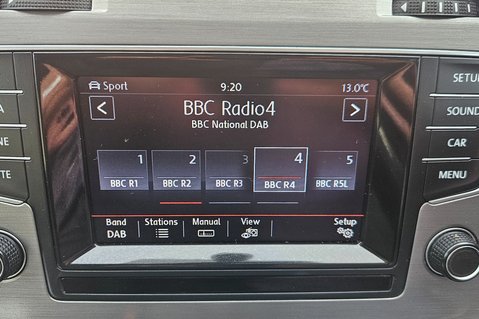 Sport 9:20 13.0°C
BBC Radio4
BBC National DAB
1 2 3 4 5
BBC R1 BBC R2 BBC R3 BBC R4 BBC R5L
Band Stations Manual View Setup
DAB
SETU
SOUND
CAR
MENU